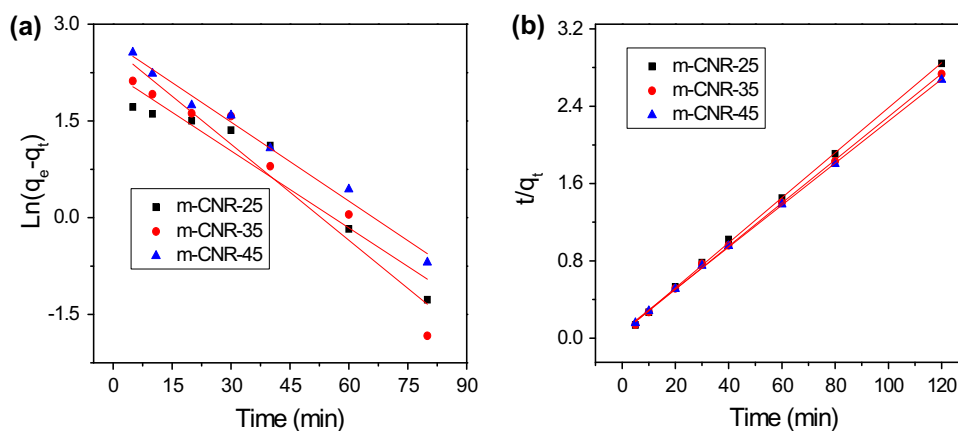 (a)
3.0
1.5
0.0
-1.5
Ln(qe-qt)
m-CNR-25
m-CNR-35
m-CNR-45
0 15 30 45 60 75 90
Time (min)
(b)
3.2
2.4
1.6
0.8
0.0
t/qt
m-CNR-25
m-CNR-35
m-CNR-45
0 20 40 60 80 100 120
Time (min)